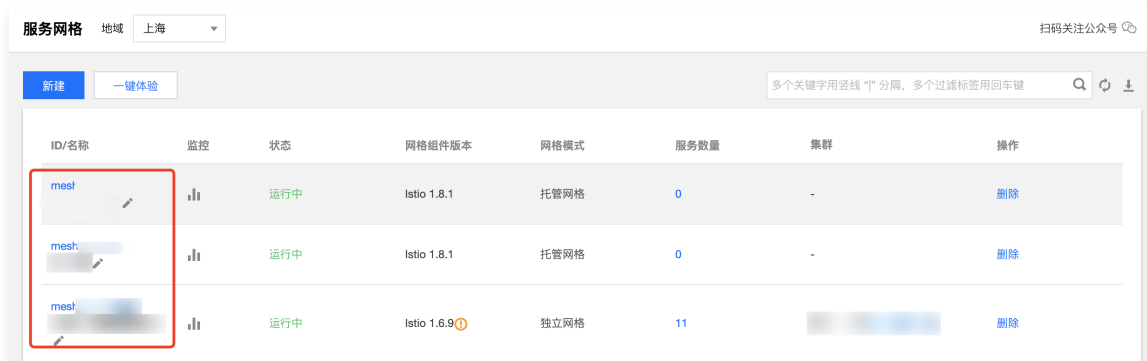 服务网格 地域 上海 扫码关注公众号
新建 一键体验 多个关键字用竖线 "|" 分隔，多个过滤标签用回车键
ID/名称 监控 状态 网格组件版本 网格模式 服务数量 集群 操作
mesh
运行中 Istio 1.8.1 托管网格 0 - 删除
mesh
运行中 Istio 1.8.1 托管网格 0 - 删除
mesh
运行中 Istio 1.6.9 独立网格 11 删除